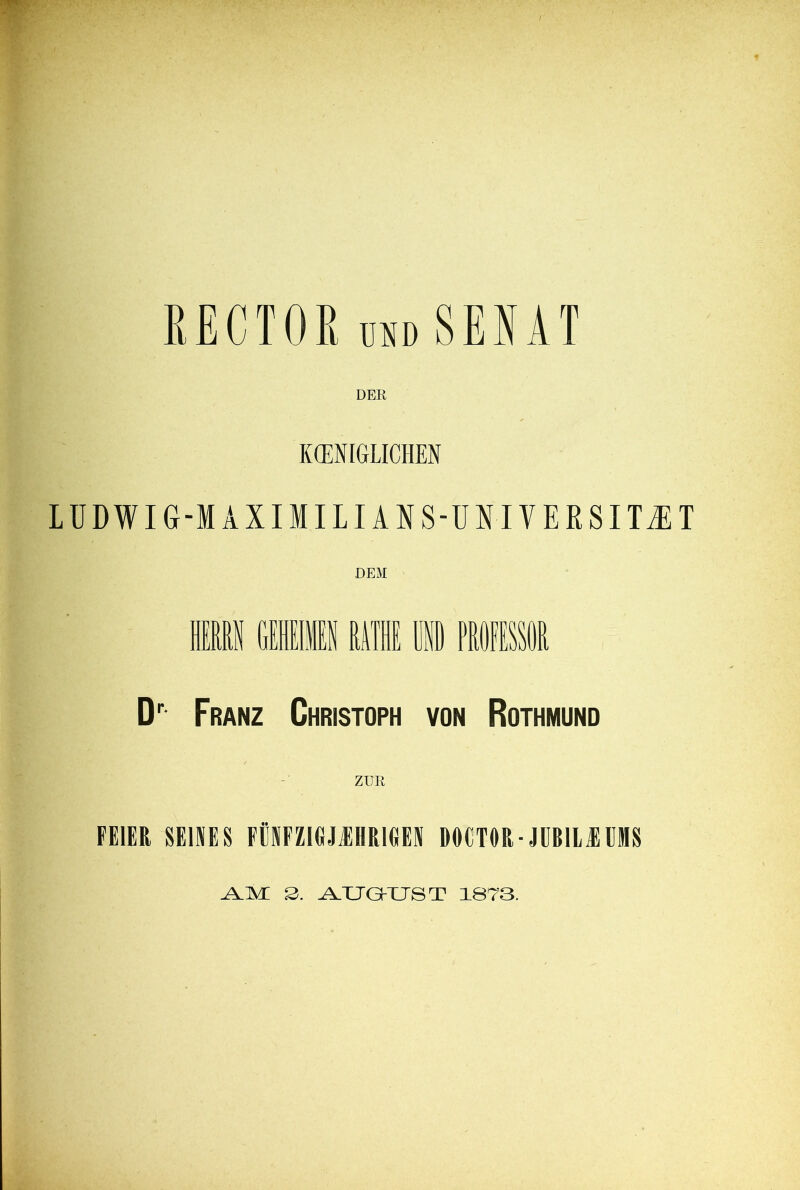 RECTOR UND SENAT
DER
KŒNIGLICHEN
LUDWIG-MAXIMILIANS-UNIVERSITÆT
DEM
HERRN GEHEIMEN RATHE UND PROFESSOR
Dr. FRANZ CHRISTOPH VON ROTHMUND
ZUR
FEIER SEINES FÜNFZIGJÆHRIGEN DOCTOR-JUBILÆUMS
AM 2. AUGUST 1873.